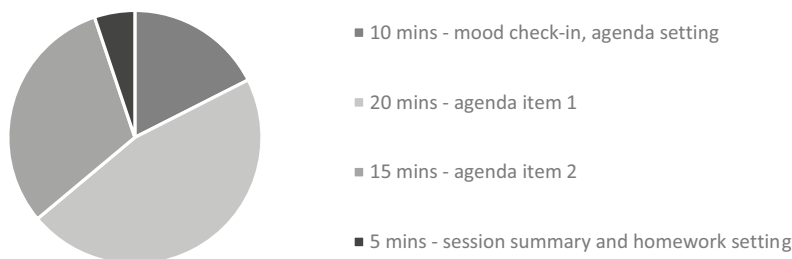 10 mins - mood check-in, agenda setting
20 mins - agenda item 1
15 mins - agenda item 2
5 mins - session summary and homework setting